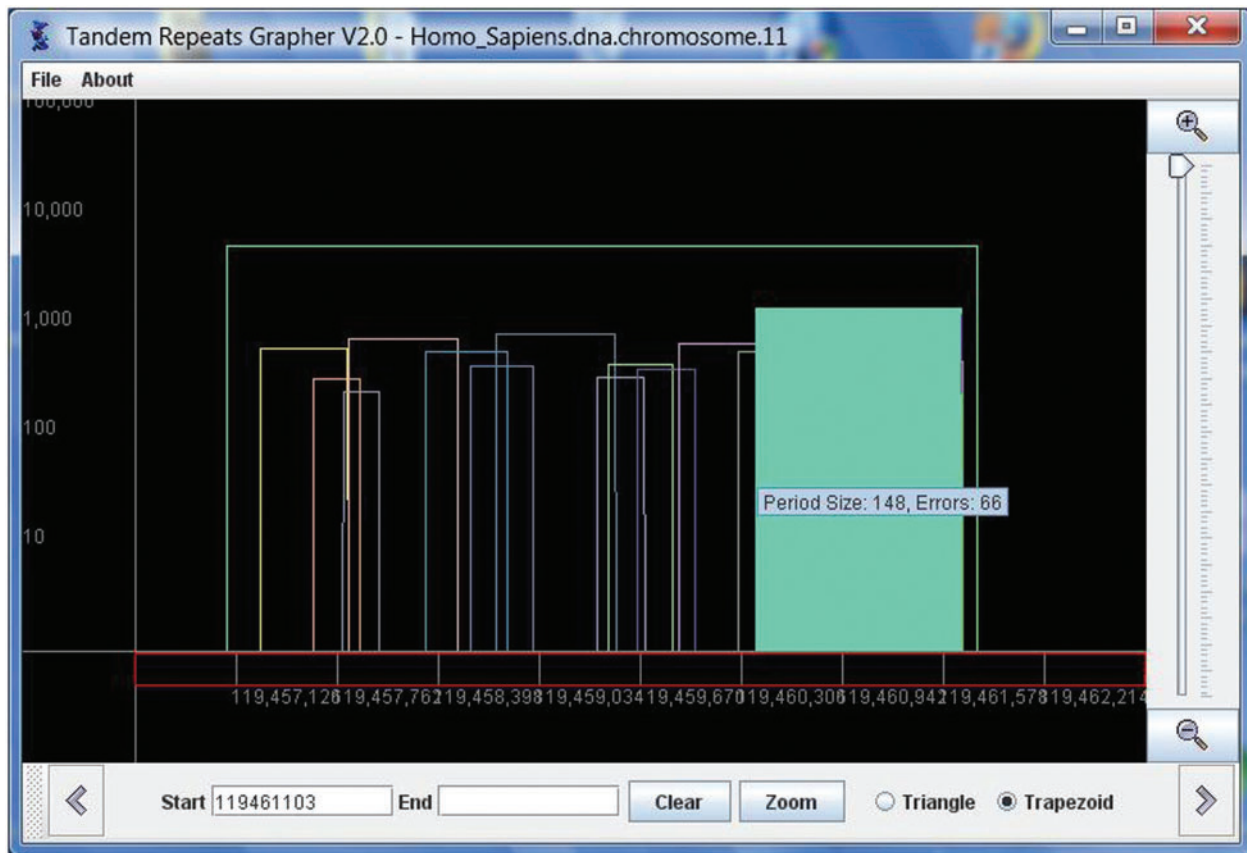 Tandem Repeats Grapher V2.0 - Homo_Sapiens.dna.chromosome.11
File About
100,000
10,000
1,000
100
10
Period Size: 148, Errors: 66
119,457,126 119,457,762 119,458,398 119,459,034 119,459,670 119,460,306 119,460,942 119,461,578 119,462,214
Start 119461103 End Clear Zoom Triangle Trapezoid